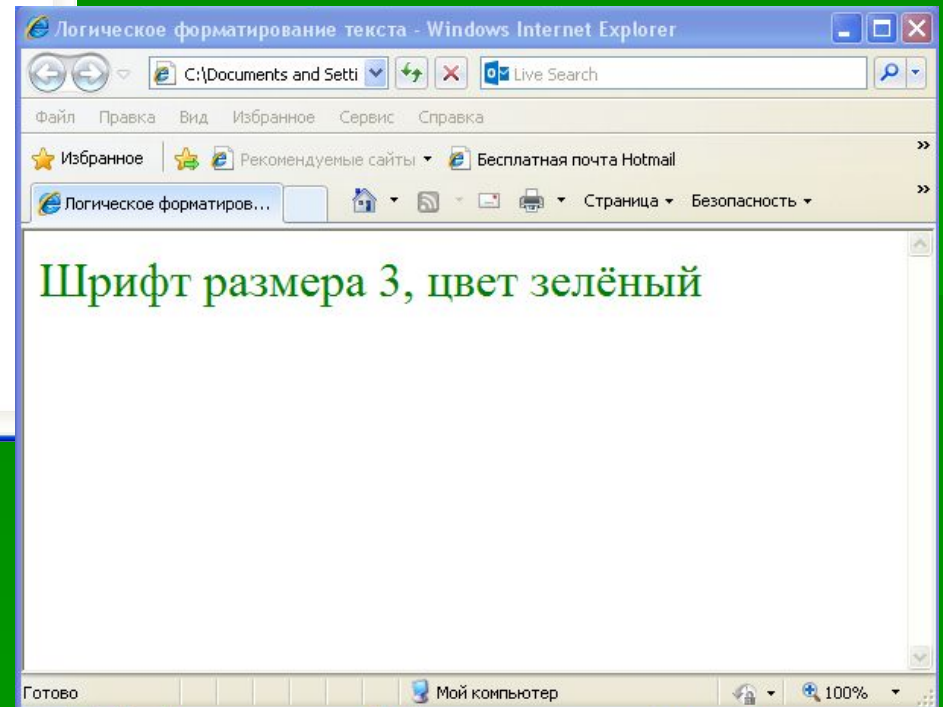 Логическое форматирование текста - Windows Internet Explorer
C:\Documents and Setti
Live Search
Файл Правка Вид Избранное Сервис Справка
Избранное Рекомендуемые сайты Бесплатная почта Hotmail
Логическое форматиров... Страница Безопасность
Шрифт размера 3, цвет зелёный
Готово Мой компьютер 100%